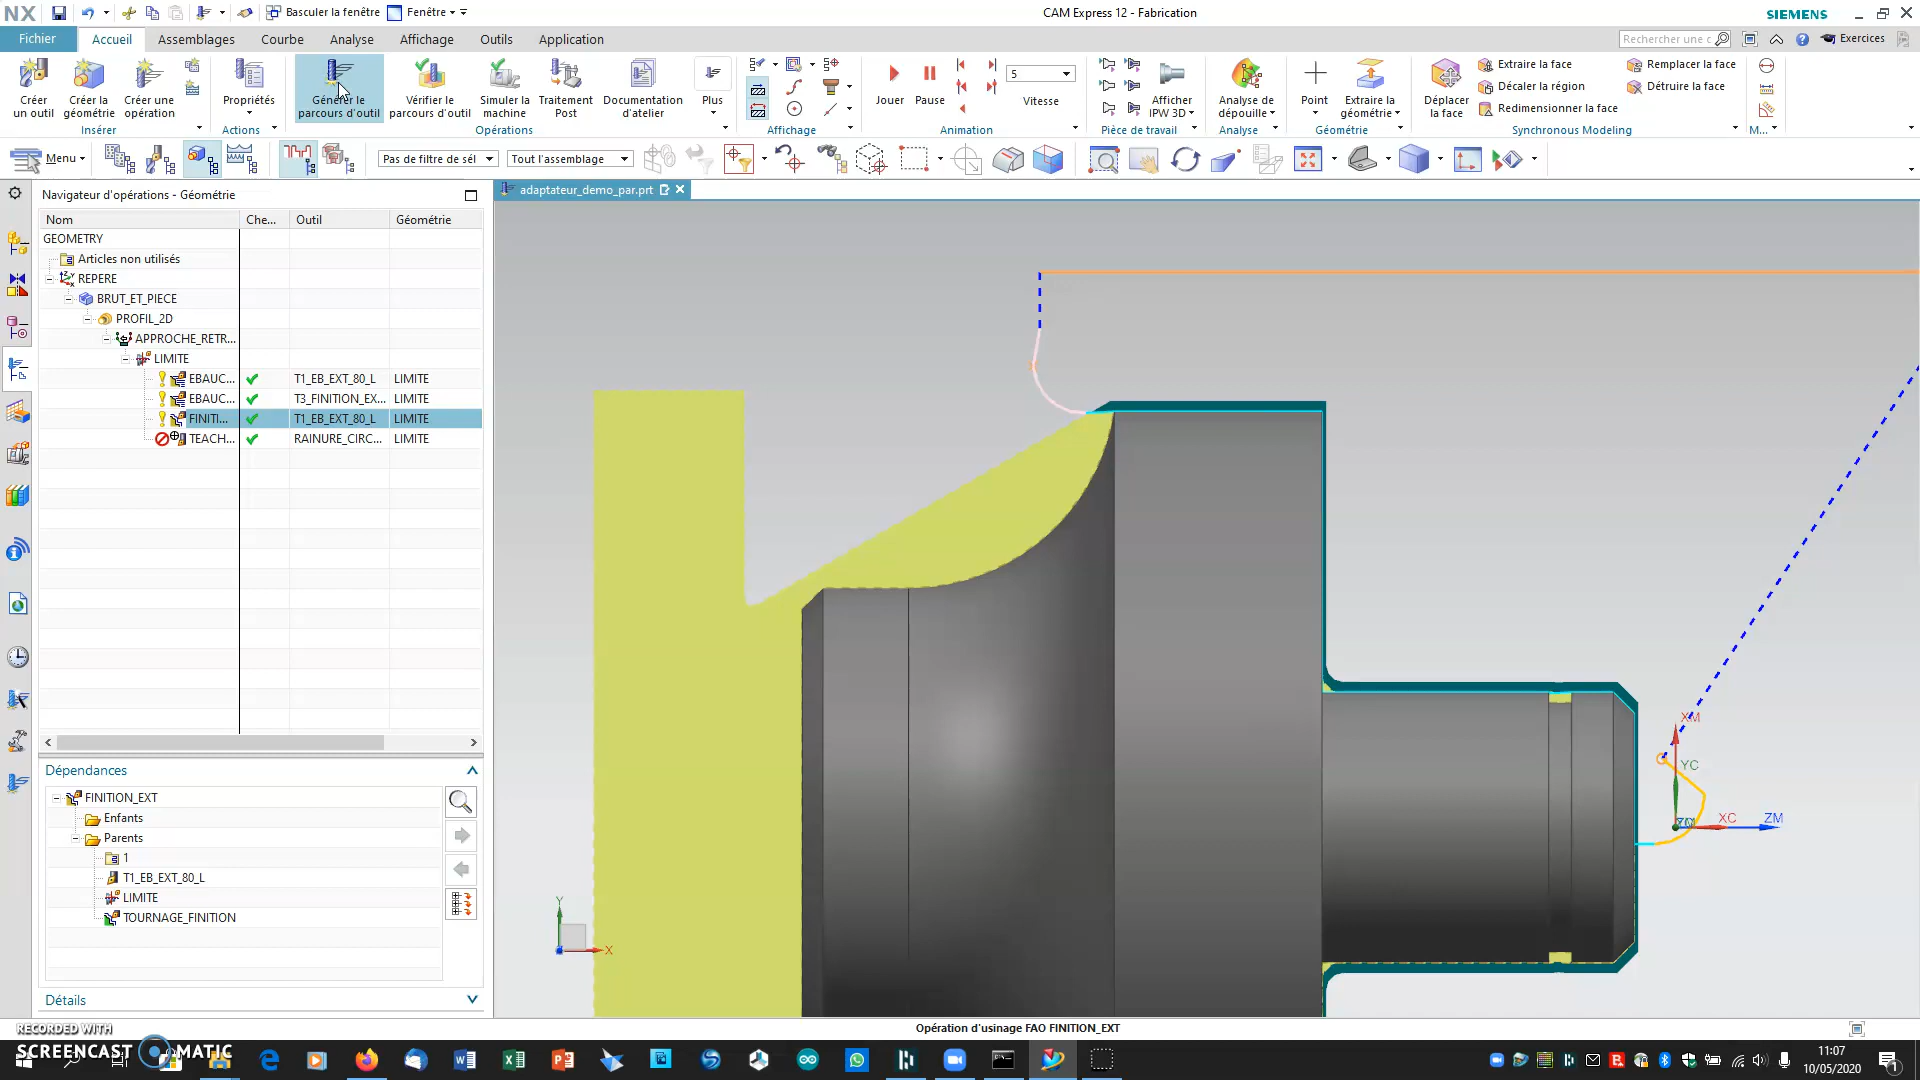 NX
Basculer la fenêtre
Fenêtre
CAM Express 12 - Fabrication
SIEMENS
Fichier
Accueil
Assemblages
Courbe
Analyse
Affichage
Outils
Application
Rechercher une c
Exercices
Créer un outil
Créer la géométrie
Créer une opération
Insérer
Propriétés
Actions
Générer le parcours d'outil
Vérifier le parcours d'outil
Simuler la machine
Traitement Post
Documentation d'atelier
Plus
Opérations
Affichage
Jouer
Pause
5
Vitesse
Animation
Afficher IPW 3D
Pièce de travail
Analyse de dépouille
Analyse
Point
Extraire la géométrie
Géométrie
Déplacer la face
Extraire la face
Décaler la région
Redimensionner la face
Remplacer la face
Détruire la face
Synchronous Modeling
M...
Menu
Pas de filtre de sél
Tout l'assemblage
Navigateur d'opérations - Géométrie
adaptateur_demo_par.prt
Nom Che... Outil Géométrie
GEOMETRY
Articles non utilisés
REPERE
BRUT_ET_PIECE
PROFIL_2D
APPROCHE_RETR...
LIMITE
EBAUC... T1_EB_EXT_80_L LIMITE
EBAUC... T3_FINITION_EX... LIMITE
FINITI... T1_EB_EXT_80_L LIMITE
TEACH... RAINURE_CIRC... LIMITE
Dépendances
FINITION_EXT
Enfants
Parents
1
T1_EB_EXT_80_L
LIMITE
TOURNAGE_FINITION
Détails
XM
YC
XC
ZM
Y
X
Opération d'usinage FAO FINITION_EXT
RECORDED WITH
SCREENCAST MATIC
11:07
10/05/2020